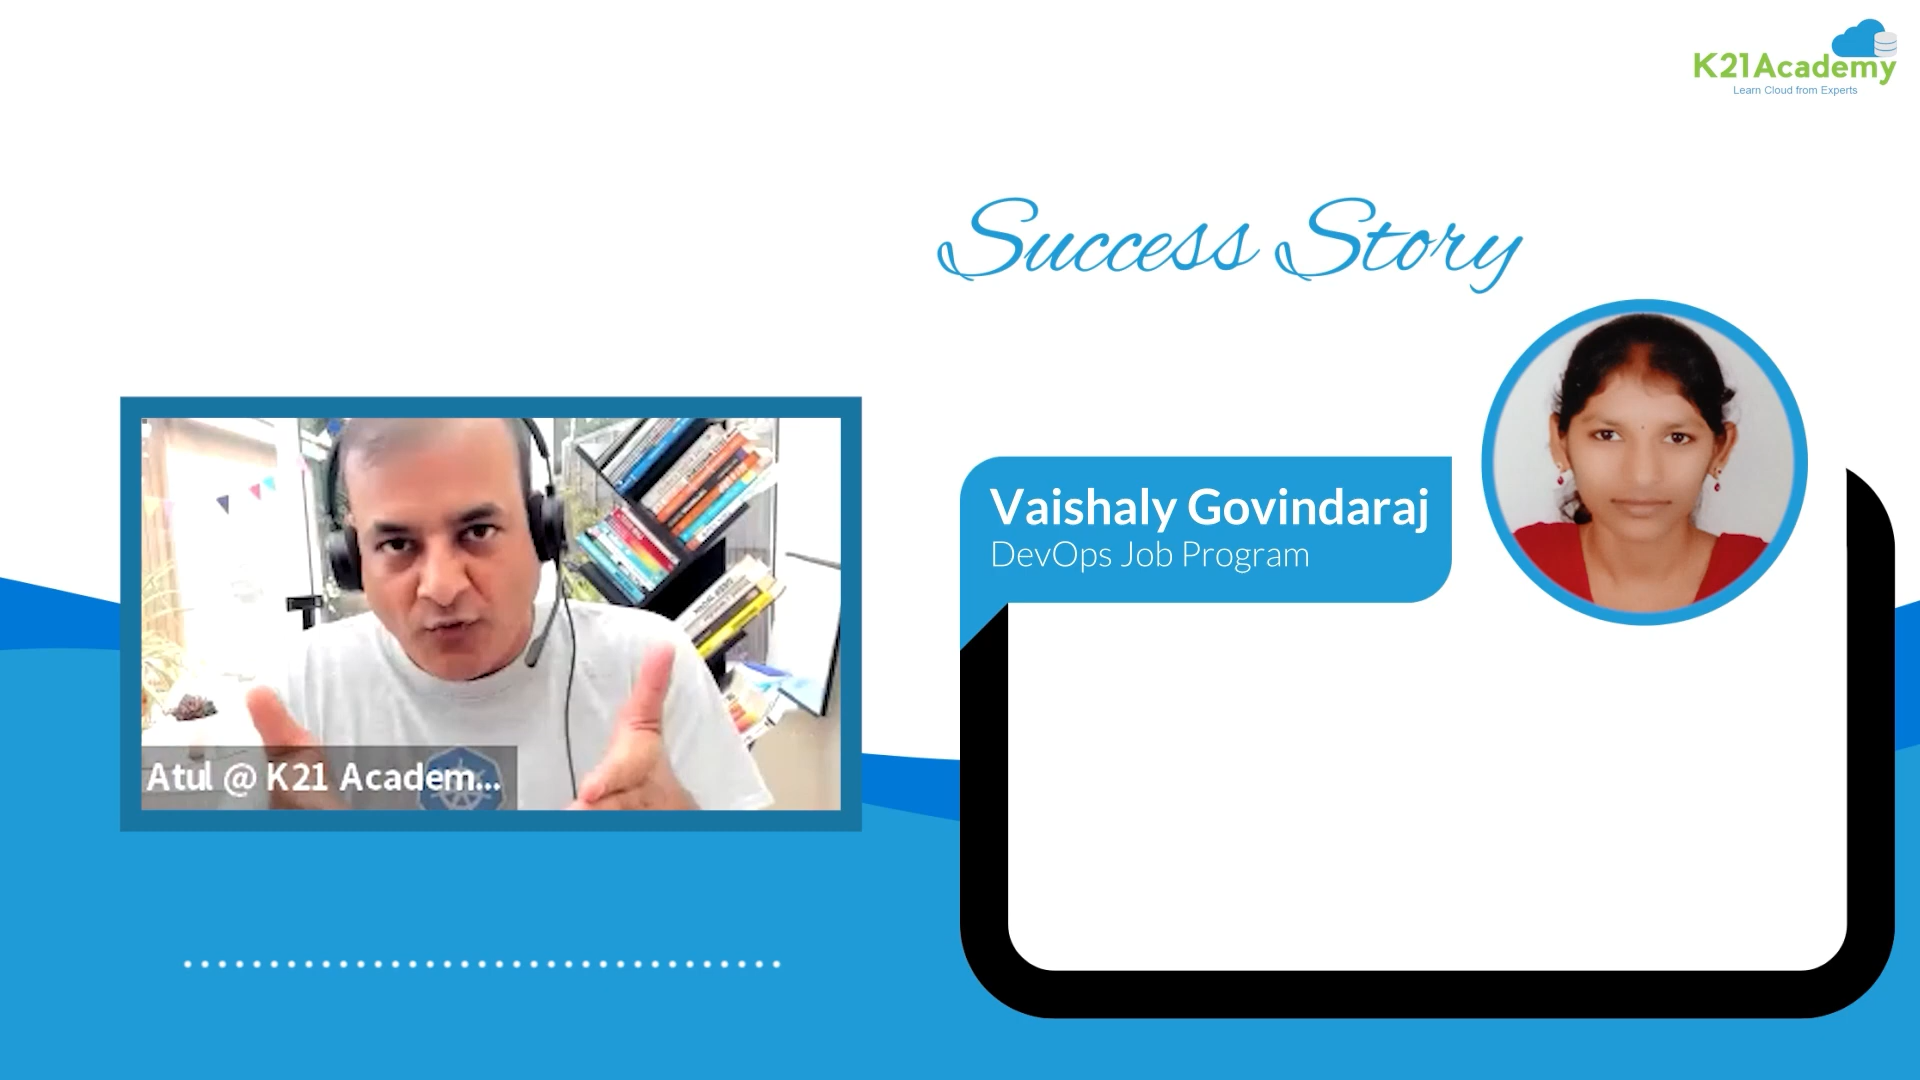 K21Academy
Learn Cloud from Experts
Success Story
Vaishaly Govindaraj
DevOps Job Program
Atul @ K21 Academ...